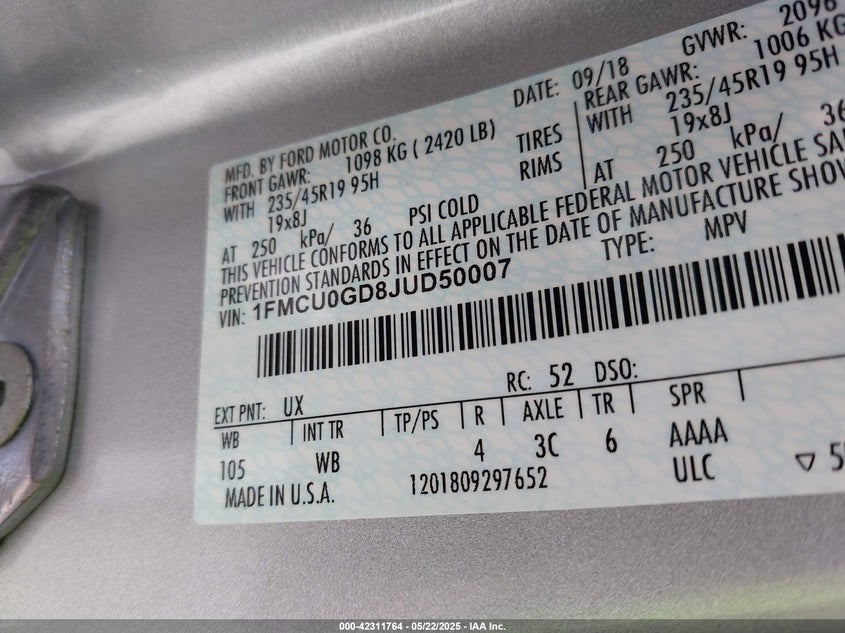 MFD. BY FORD MOTOR CO. DATE: 09/18 GVWR: 2096
FRONT GAWR: 1098 KG ( 2420 LB) REAR GAWR: 1006 KG
WITH 235/45R19 95H TIRES WITH 235/45R19 95H
19x8J RIMS 19x8J
AT 250 kPa/ 36 PSI COLD AT 250 kPa/ 36
THIS VEHICLE CONFORMS TO ALL APPLICABLE FEDERAL MOTOR VEHICLE SA
PREVENTION STANDARDS IN EFFECT ON THE DATE OF MANUFACTURE SHOW
VIN: 1FMCU0GD8JUD50007 TYPE: MPV
EXT PNT: UX RC: 52 DSO:
WB INT TR TP/PS R AXLE TR SPR
105 WB 4 3C 6 AAAA
MADE IN U.S.A. 1201809297652 ULC
000-42311764 - 05/22/2025 - IAA Inc.